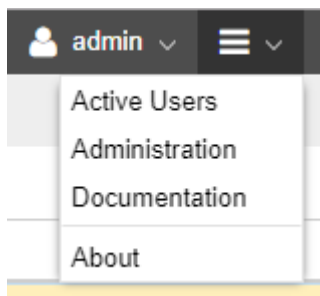 admin
Active Users
Administration
Documentation
About